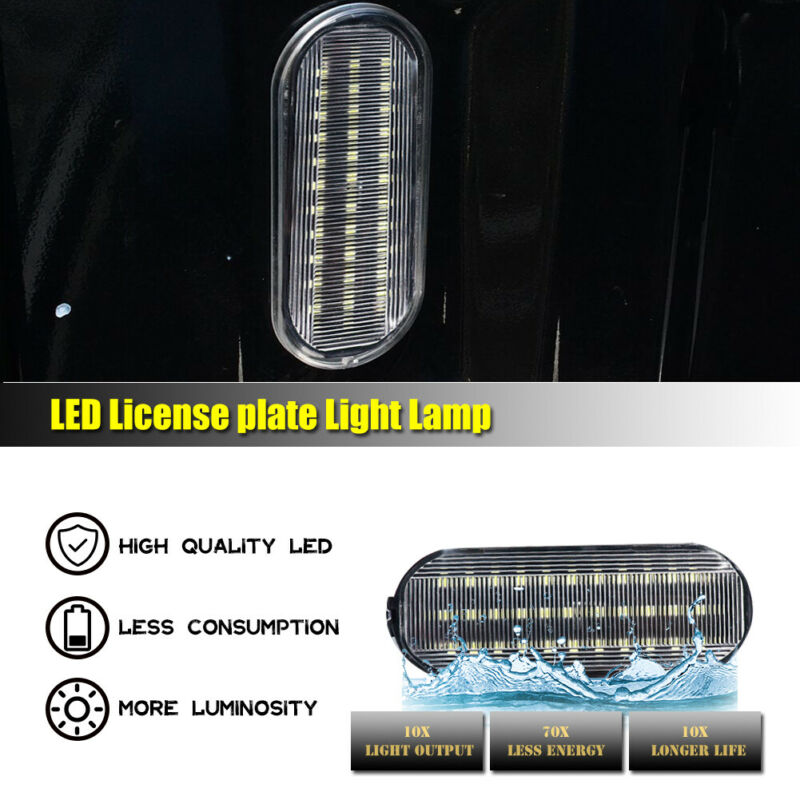 LED License plate Light Lamp
HIGH QUALITY LED
LESS CONSUMPTION
MORE LUMINOSITY
10X
LIGHT OUTPUT
70X
LESS ENERGY
10X
LONGER LIFE